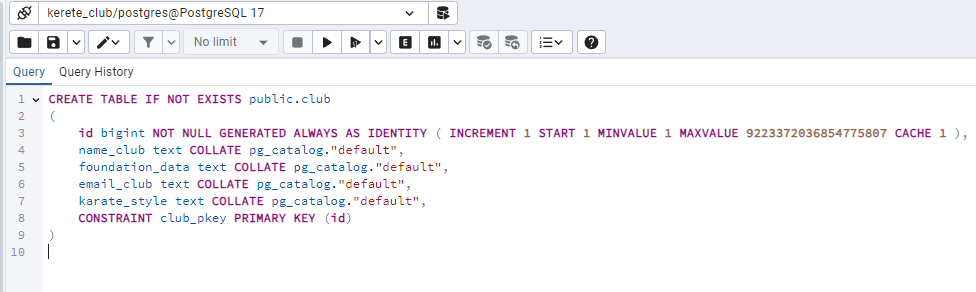 kerete_club/postgres@PostgreSQL 17
No limit
E
Query Query History
1 CREATE TABLE IF NOT EXISTS public.club
2 (
3 id bigint NOT NULL GENERATED ALWAYS AS IDENTITY ( INCREMENT 1 START 1 MINVALUE 1 MAXVALUE 9223372036854775807 CACHE 1 ),
4 name_club text COLLATE pg_catalog."default",
5 foundation_data text COLLATE pg_catalog."default",
6 email_club text COLLATE pg_catalog."default",
7 karate_style text COLLATE pg_catalog."default",
8 CONSTRAINT club_pkey PRIMARY KEY (id)
9 )
10